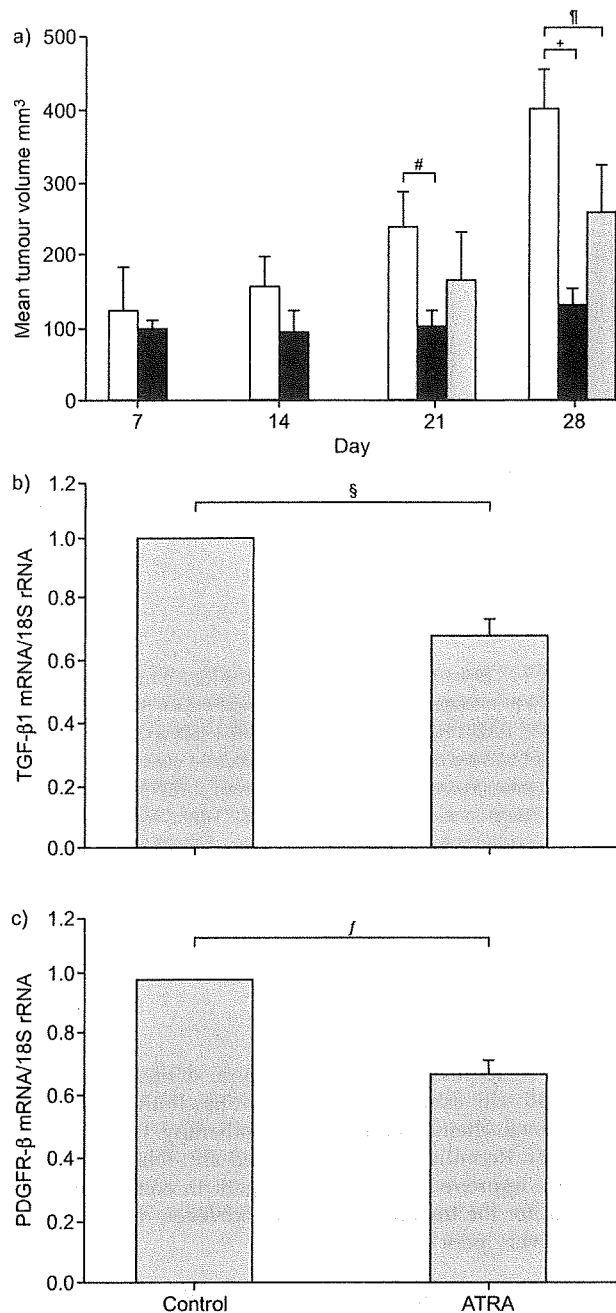 a)
500
400
300
200
100
0
Mean tumour volume mm³
#
¶
+
7 14 21 28
Day
b)
1.2
1.0
0.8
0.6
0.4
0.2
0.0
TGF-β1 mRNA/18S rRNA
§
c)
1.2
1.0
0.8
0.6
0.4
0.2
0.0
PDGFR-β mRNA/18S rRNA
ƒ
Control ATRA